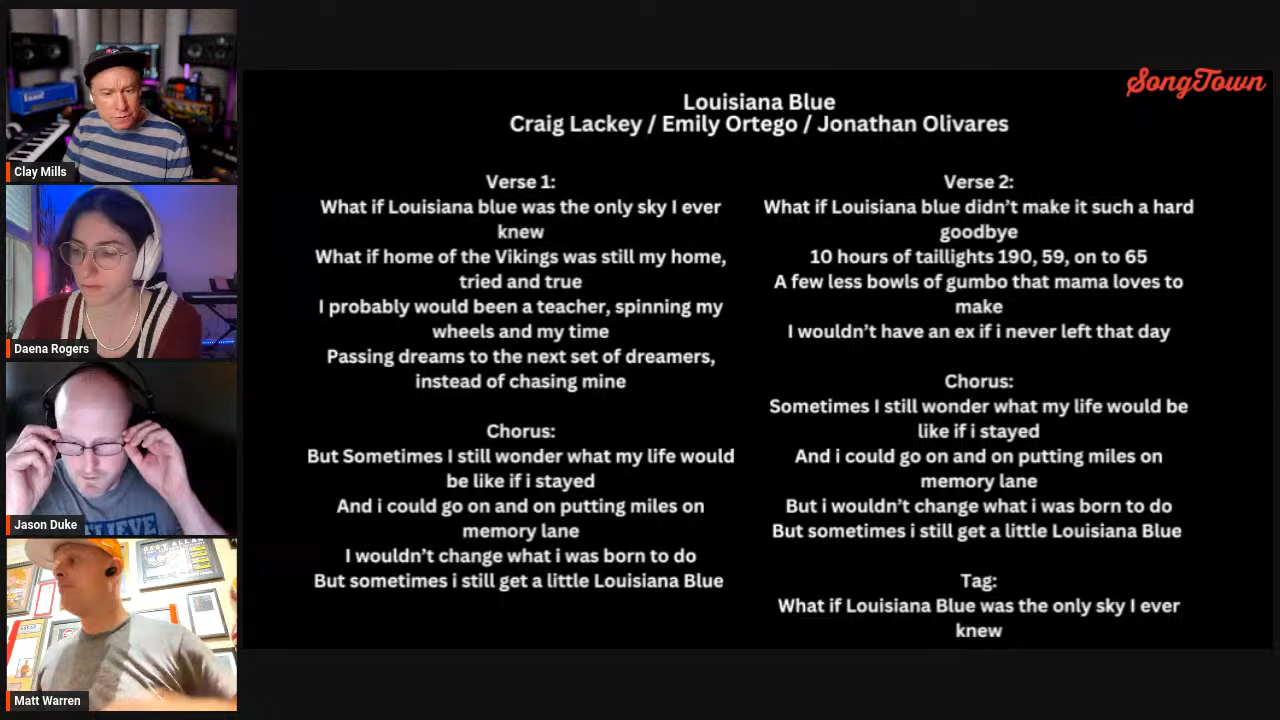 SongTown
Louisiana Blue
Craig Lackey / Emily Ortego / Jonathan Olivares
Verse 1:
What if Louisiana blue was the only sky I ever
knew
What if home of the Vikings was still my home,
tried and true
I probably would been a teacher, spinning my
wheels and my time
Passing dreams to the next set of dreamers,
instead of chasing mine
Chorus:
But Sometimes I still wonder what my life would
be like if i stayed
And i could go on and on putting miles on
memory lane
I wouldn’t change what i was born to do
But sometimes i still get a little Louisiana Blue
Verse 2:
What if Louisiana blue didn’t make it such a hard
goodbye
10 hours of taillights 190, 59, on to 65
A few less bowls of gumbo that mama loves to
make
I wouldn’t have an ex if i never left that day
Chorus:
Sometimes I still wonder what my life would be
like if i stayed
And i could go on and on putting miles on
memory lane
But i wouldn’t change what i was born to do
But sometimes i still get a little Louisiana Blue
Tag:
What if Louisiana Blue was the only sky I ever
knew
Clay Mills
Daena Rogers
Jason Duke
Matt Warren